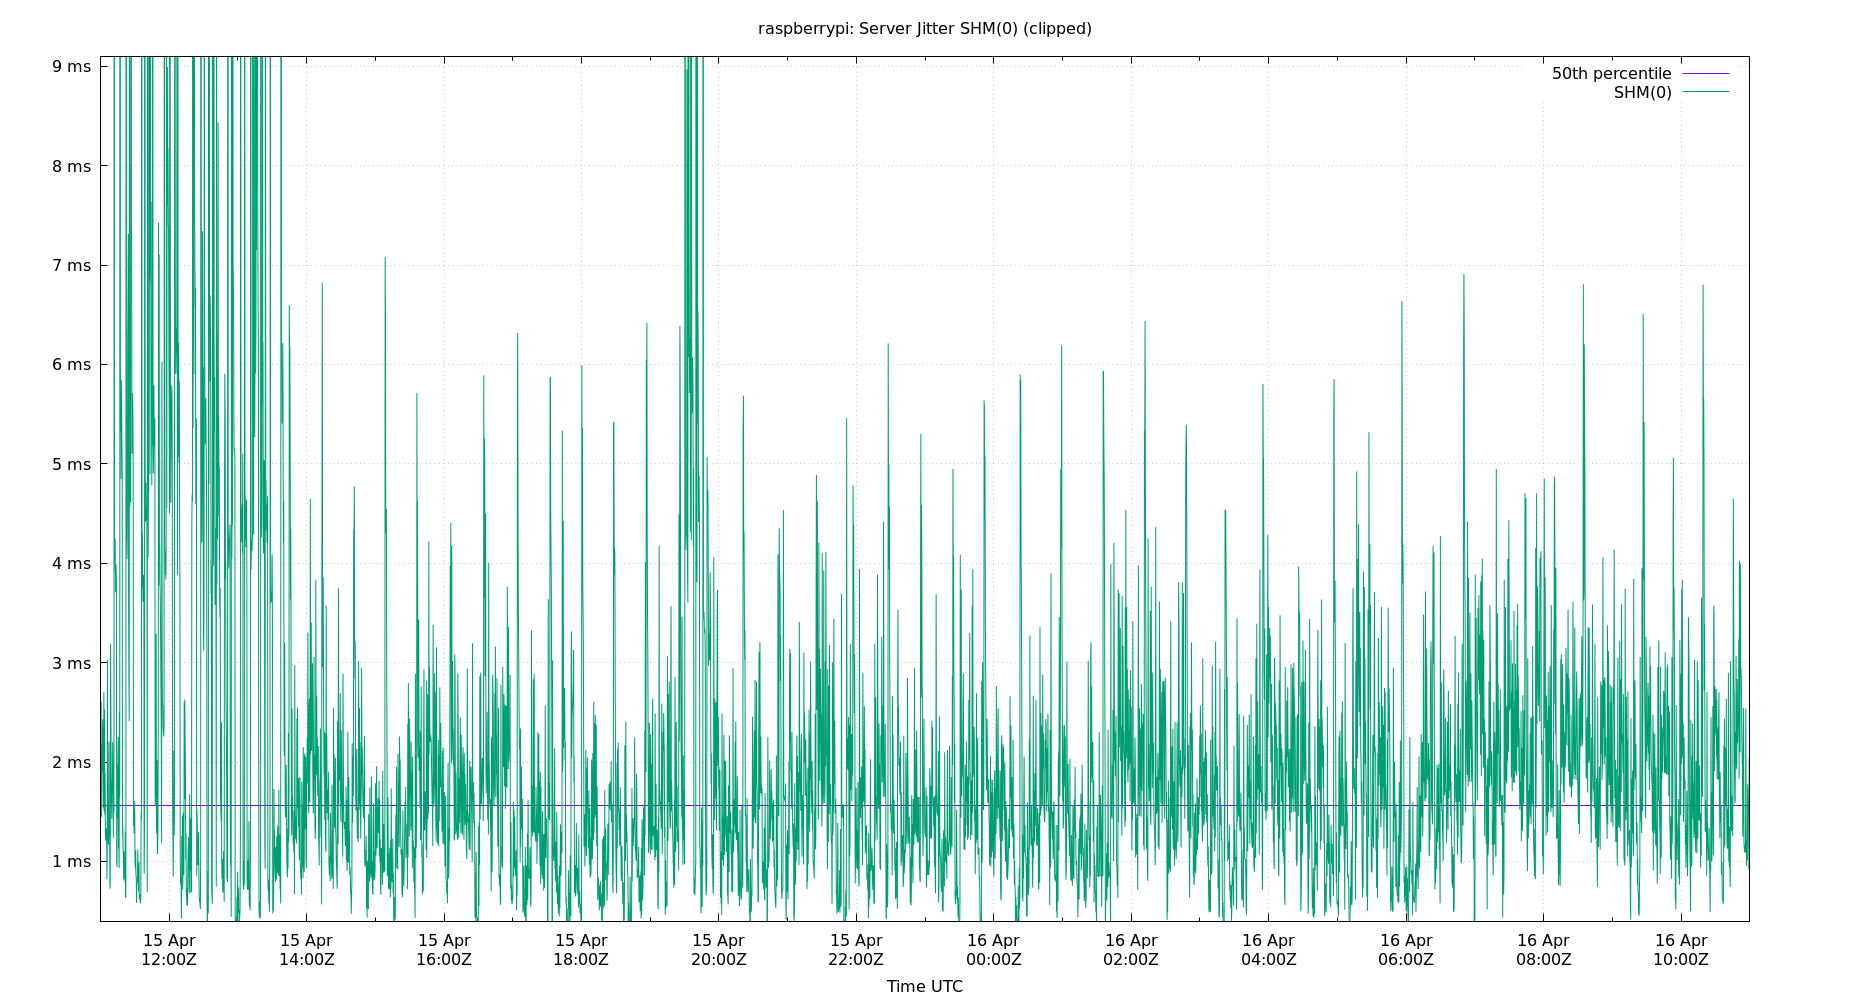 raspberrypi: Server Jitter SHM(0) (clipped)
9 ms
8 ms
7 ms
6 ms
5 ms
4 ms
3 ms
2 ms
1 ms
50th percentile
SHM(0)
15 Apr 15 Apr 15 Apr 15 Apr 15 Apr 15 Apr 16 Apr 16 Apr 16 Apr 16 Apr 16 Apr 16 Apr
12:00Z 14:00Z 16:00Z 18:00Z 20:00Z 22:00Z 00:00Z 02:00Z 04:00Z 06:00Z 08:00Z 10:00Z
Time UTC